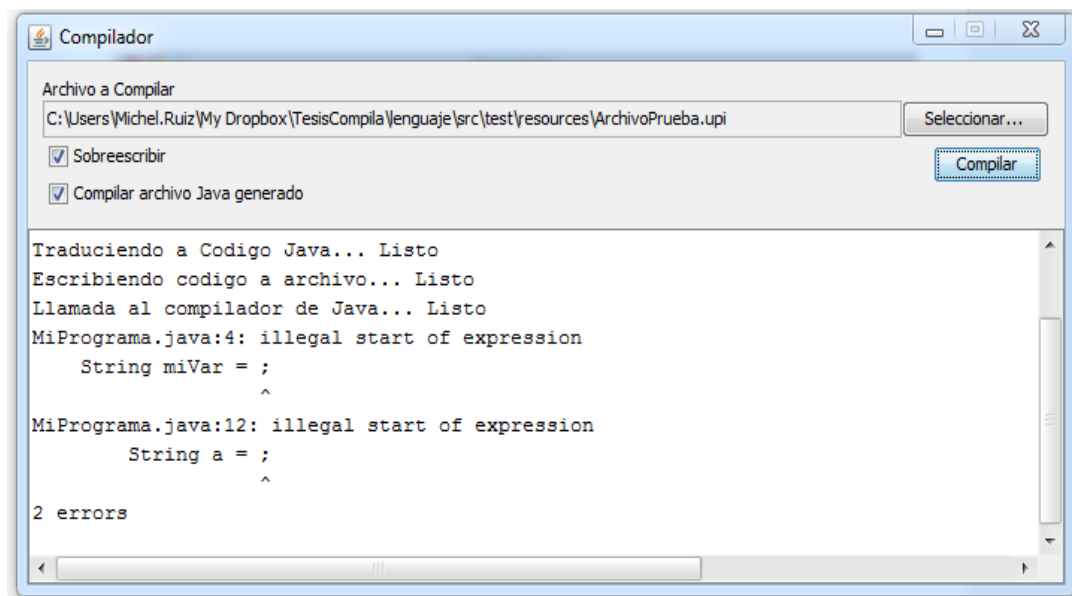 Compilador
Archivo a Compilar
C:\Users\Michel.Ruiz\My Dropbox\TesisCompila\lenguaje\src\test\resources\ArchivoPrueba.upi
Seleccionar...
Sobreescribir
Compilar
Compilar archivo Java generado
Traduciendo a Codigo Java... Listo
Escribiendo codigo a archivo... Listo
Llamada al compilador de Java... Listo
MiPrograma.java:4: illegal start of expression
    String miVar = ;
                   ^
MiPrograma.java:12: illegal start of expression
        String a = ;
                   ^
2 errors